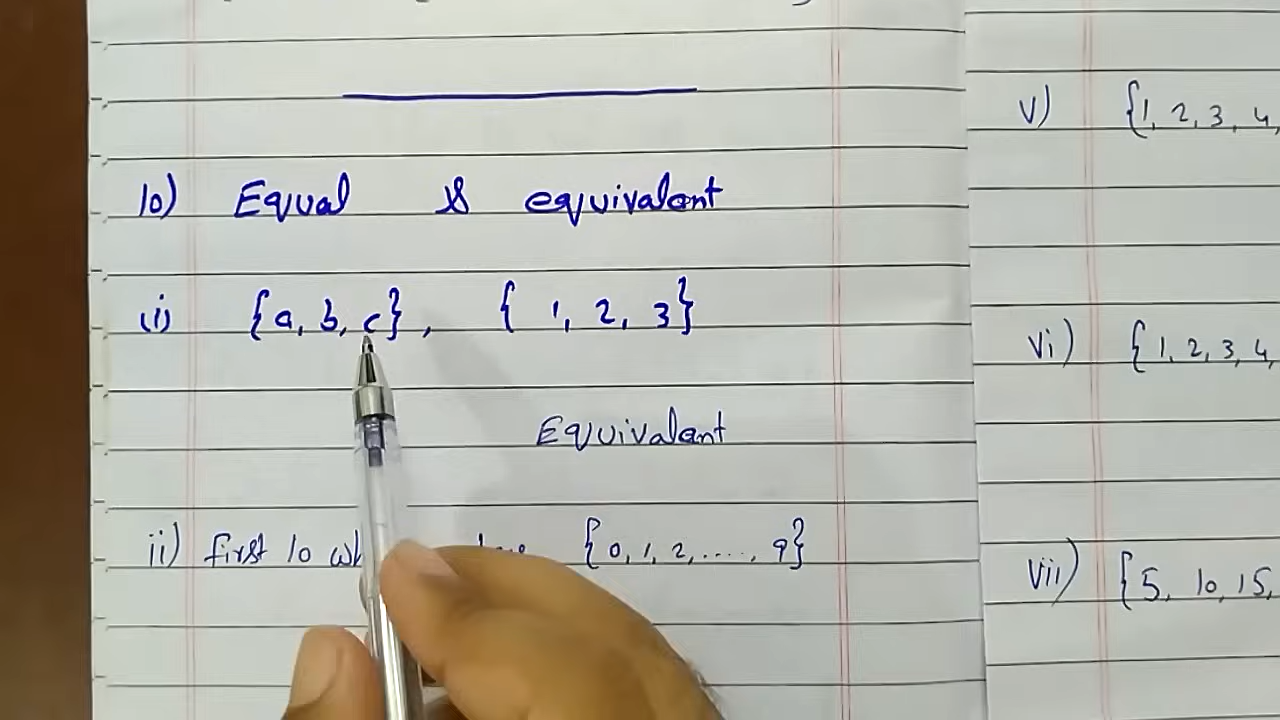 10) Equal & equivalent
(i) {a, b, c}, { 1, 2, 3}
Equivalent
ii) first 10 {0, 1, 2, ...., 9}
v) {1, 2, 3, 4,
vi) { 1, 2, 3, 4,
vii) {5, 10, 15,